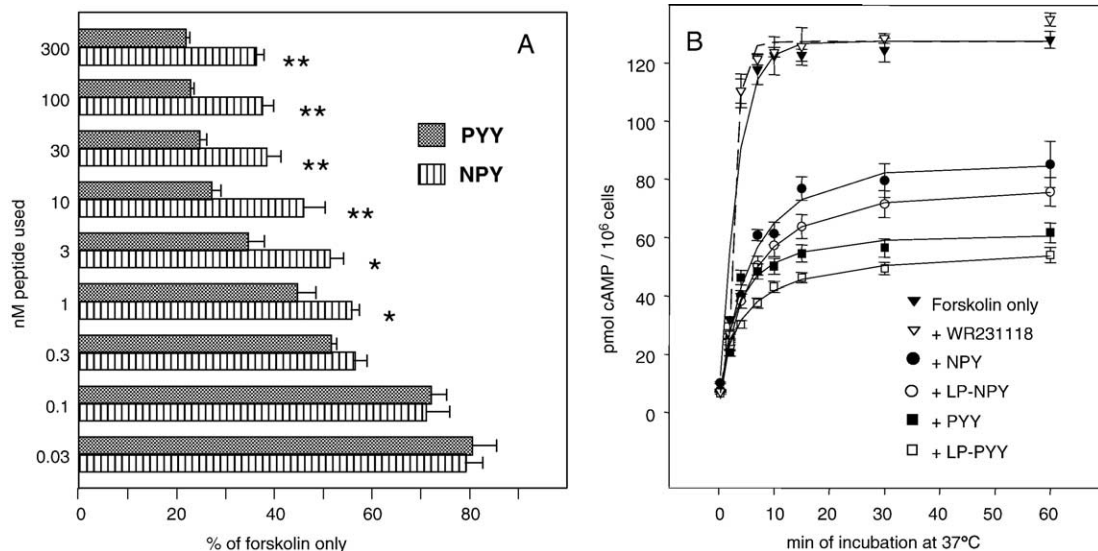 A
300
**
100
**
30
**
10
**
3
*
1
*
0.3
0.1
0.03
nM peptide used
PYY
NPY
0
20
40
60
80
% of forskolin only
B
120
100
80
60
40
20
0
pmol cAMP / 10⁶ cells
Forskolin only
+ WR231118
+ NPY
+ LP-NPY
+ PYY
+ LP-PYY
0
10
20
30
40
50
60
min of incubation at 37ºC